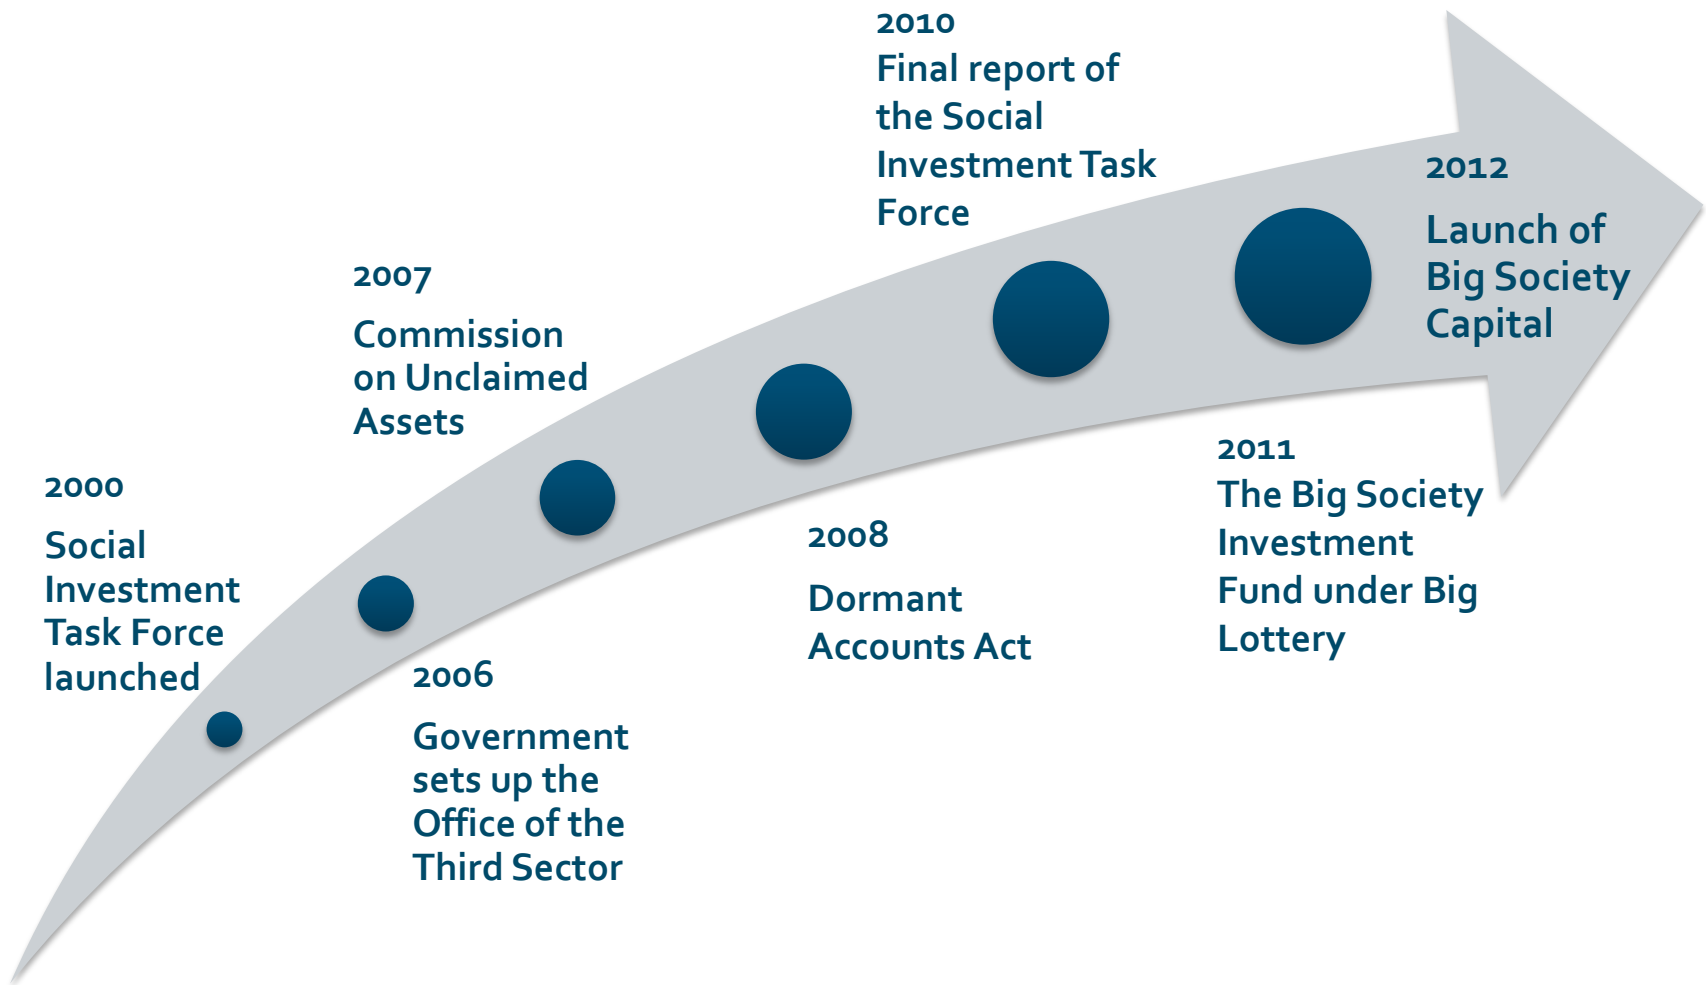 2000
Social
Investment
Task Force
launched
2006
Government
sets up the
Office of the
Third Sector
2007
Commission
on Unclaimed
Assets
2008
Dormant
Accounts Act
2010
Final report of
the Social
Investment Task
Force
2011
The Big Society
Investment
Fund under Big
Lottery
2012
Launch of
Big Society
Capital